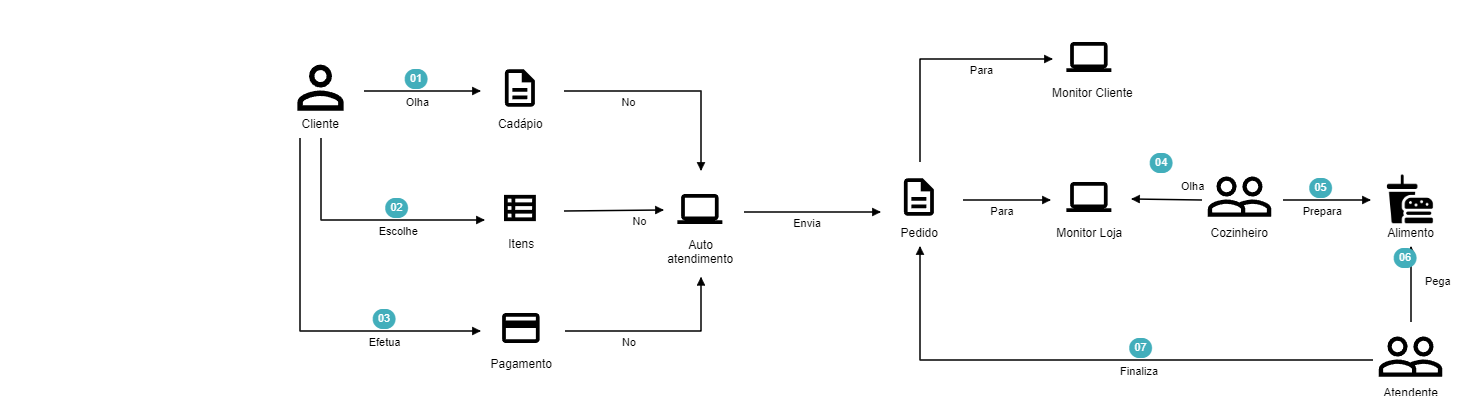 01
Olha
Cliente
Cadápio
No
02
Escolhe
Itens
No
Auto
atendimento
03
Efetua
Pagamento
No
Envia
Pedido
Para
Monitor Cliente
Para
Monitor Loja
04
Olha
Cozinheiro
05
Prepara
Alimento
06
Pega
07
Finaliza
Atendente